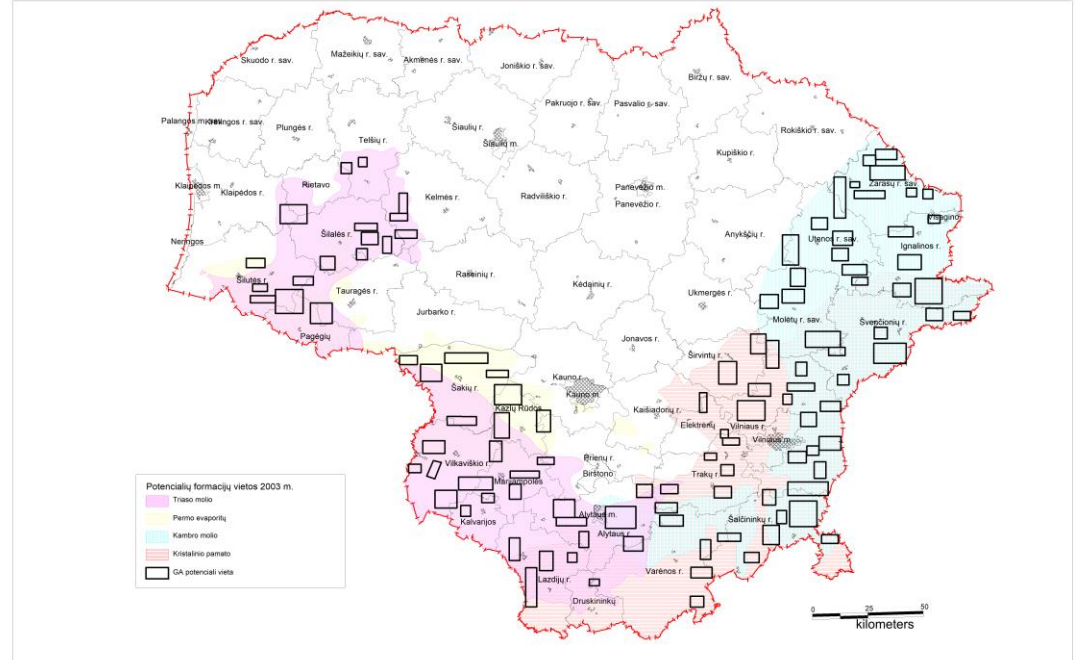 Skuodo r. sav.
Mažeikių r. sav.
Akmenės r. sav.
Joniškio r. sav.
Biržų r. sav.
Pakruojo r. sav.
Pasvalio r. sav.
Palangos m.
Kretingos r. sav.
Plungės r.
Telšių r.
Šiaulių r.
Šiaulių m.
Rokiškio r. sav.
Kupiškio r.
Klaipėdos m.
Klaipėdos r.
Rietavo
Kelmės r.
Radviliškio r.
Panevėžio m.
Panevėžio r.
Zarasų r. sav.
Visagino
Neringos
Šilalės r.
Anykščių r.
Utenos r. sav.
Ignalinos r.
Šilutės r.
Tauragės r.
Raseinių r.
Kėdainių r.
Ukmergės r.
Jurbarko r.
Molėtų r. sav.
Švenčionių r.
Pagėgių
Jonavos r.
Širvintų r.
Šakių r.
Kauno r.
Kauno m.
Kazlų Rūdos
Kaišiadorių r.
Elektrėnų
Vilniaus r.
Vilniaus m.
Vilkaviškio r.
Prienų r.
Birštono
Trakų r.
Marijampolės
Kalvarijos
Alytaus m.
Alytaus r.
Šalčininkų r.
Lazdijų r.
Varėnos r.
Druskininkų
Potencialių formacijų vietos 2003 m.
Triaso molio
Permo evaporitų
Kambro molio
Kristalinio pamato
GA potenciali vieta
0 25 50
kilometers